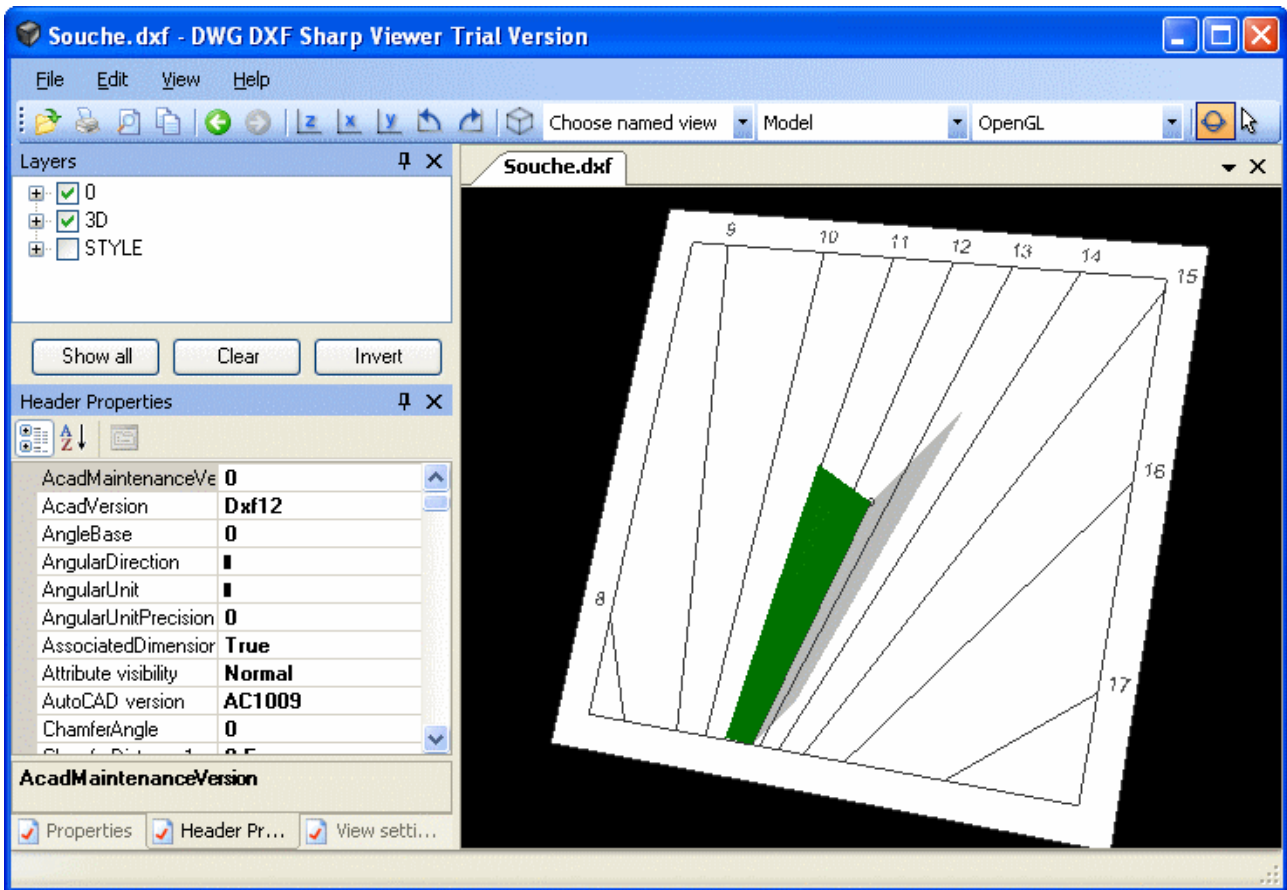 Souche.dxf - DWG DXF Sharp Viewer Trial Version
File Edit View Help
z x y Choose named view Model OpenGL
Layers
0
3D
STYLE
Show all Clear Invert
Header Properties
A
Z
AcadMaintenanceVe 0
AcadVersion Dxf12
AngleBase 0
AngularDirection
AngularUnit
AngularUnitPrecision 0
AssociatedDimensior True
Attribute visibility Normal
AutoCAD version AC1009
ChamferAngle 0
AcadMaintenanceVersion
Properties Header Pr... View setti...
Souche.dxf
9 10 11 12 13 14 15
16
8
17